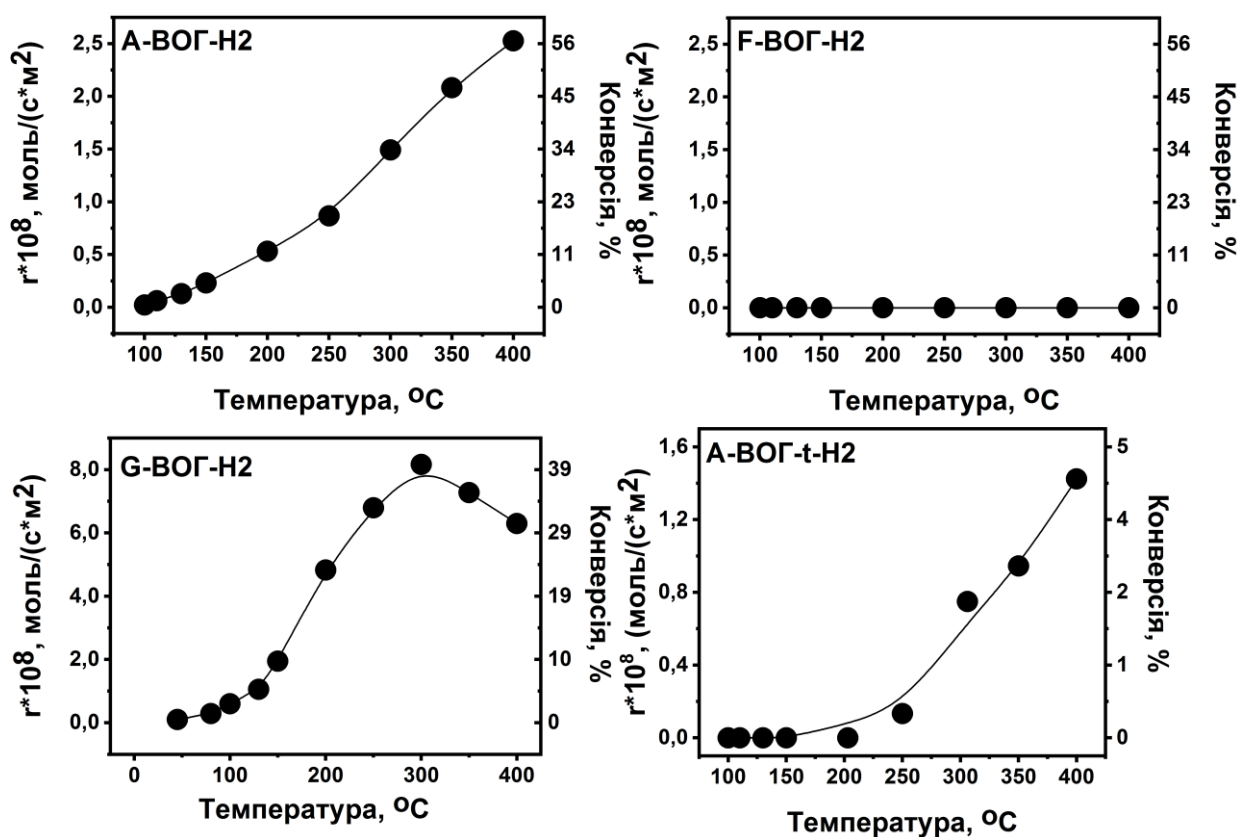 A-ВОГ-H2
r*10⁸, моль/(с*м²)
2,5
2,0
1,5
1,0
0,5
0,0
56
45
34
23
11
0
Конверсія, %
100 150 200 250 300 350 400
Температура, ⁰C
F-ВОГ-H2
r*10⁸, моль/(с*м²)
2,5
2,0
1,5
1,0
0,5
0,0
56
45
34
23
11
0
Конверсія, %
100 150 200 250 300 350 400
Температура, ⁰C
G-ВОГ-H2
r*10⁸, моль/(с*м²)
8,0
6,0
4,0
2,0
0,0
39
29
19
10
0
Конверсія, %
0 100 200 300 400
Температура, ⁰C
A-ВОГ-t-H2
r*10⁸, (моль/(с*м²)
1,6
1,2
0,8
0,4
0,0
5
4
2
1
0
Конверсія, %
100 150 200 250 300 350 400
Температура, ⁰C